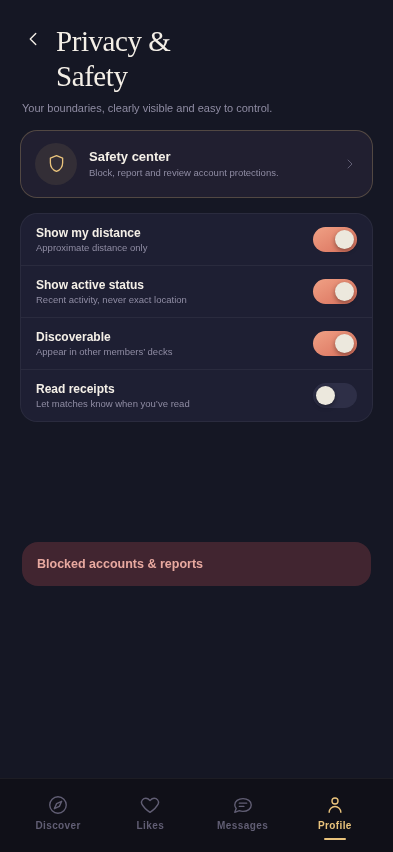 Privacy &
Safety
Your boundaries, clearly visible and easy to control.
Safety center
Block, report and review account protections.
Show my distance
Approximate distance only
Show active status
Recent activity, never exact location
Discoverable
Appear in other members' decks
Read receipts
Let matches know when you've read
Blocked accounts & reports
Discover
Likes
Messages
Profile